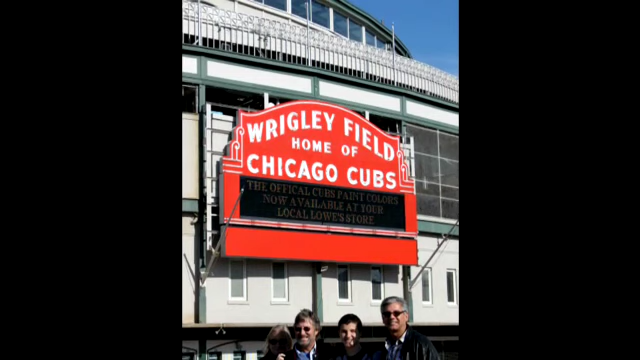 WRIGLEY FIELD
HOME OF
CHICAGO CUBS
THE OFFICAL CUBS PAINT COLORS
NOW AVAILABLE AT YOUR
LOCAL LOWE'S STORE